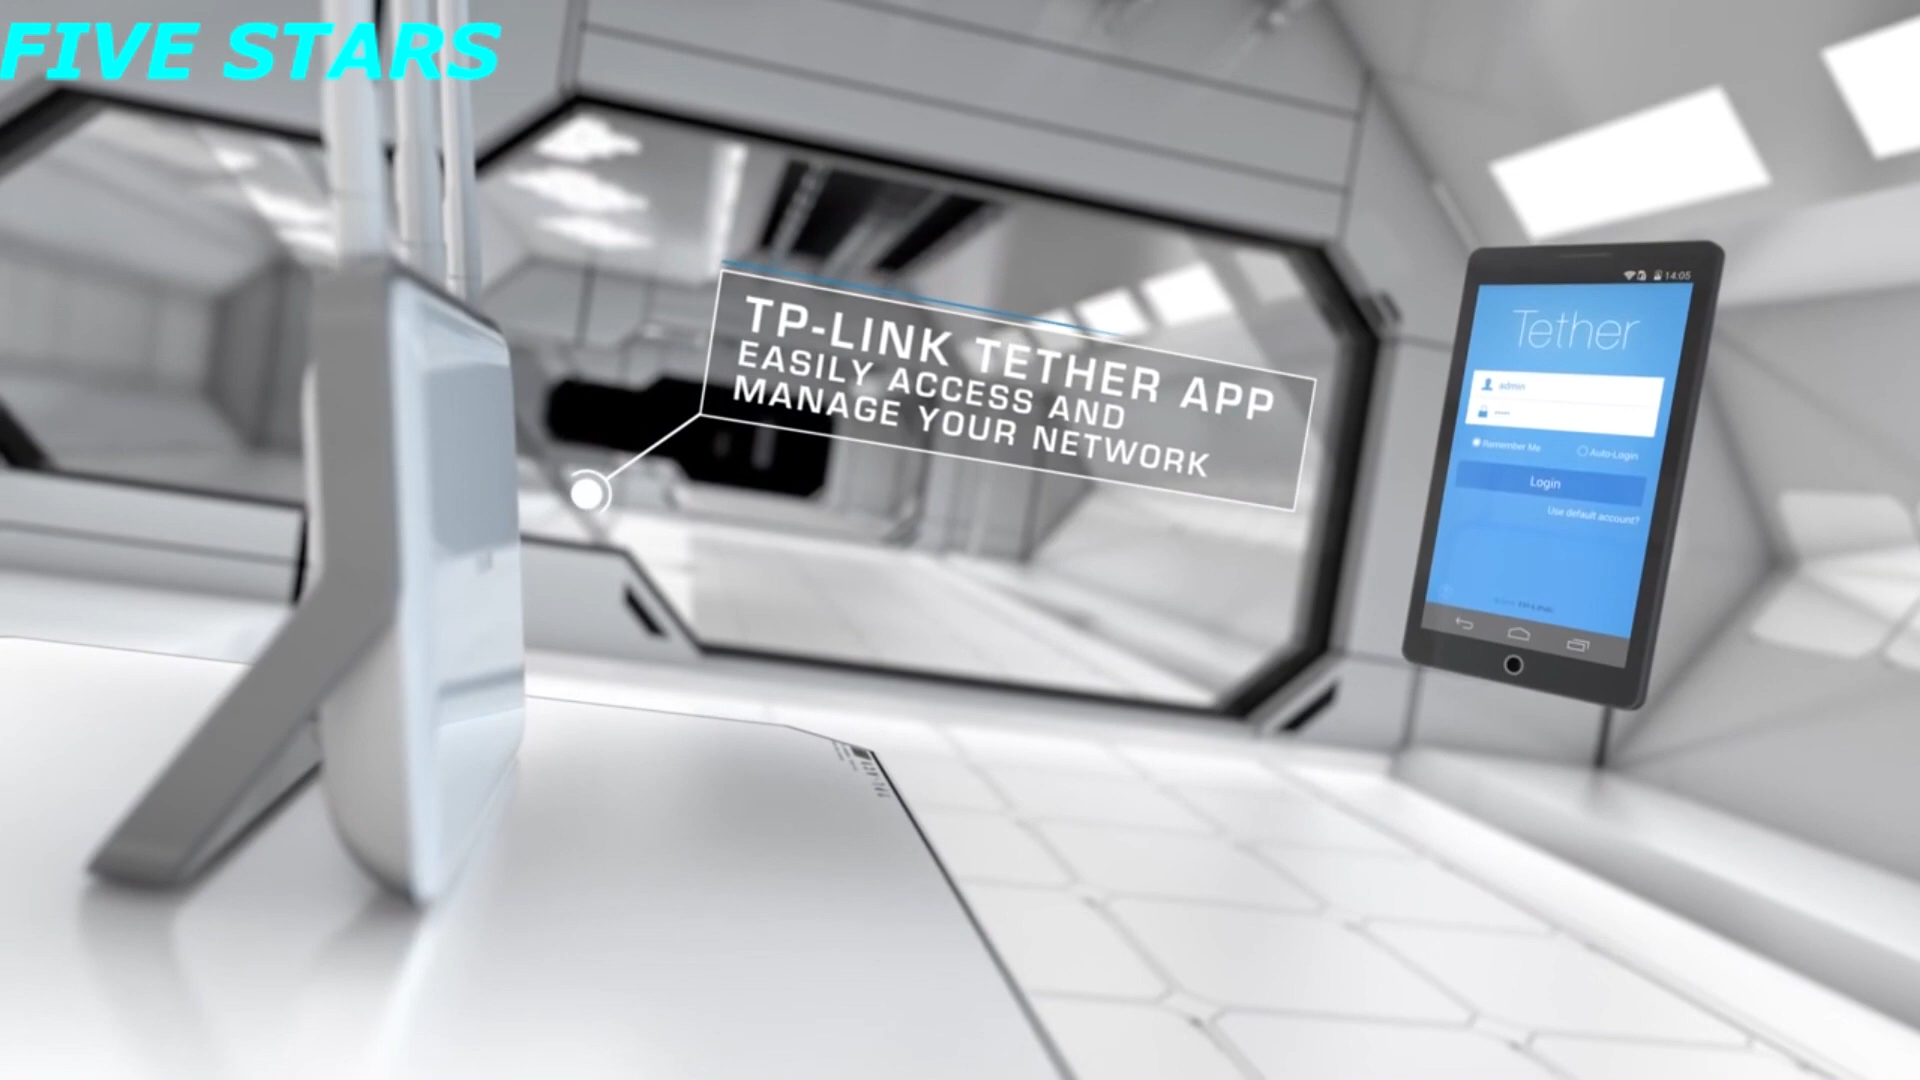 FIVE STARS
TP-LINK TETHER APP
EASILY ACCESS AND
MANAGE YOUR NETWORK
14:05
Tether
admin
•••••
Remember Me
Auto-Login
Login
Use default account?